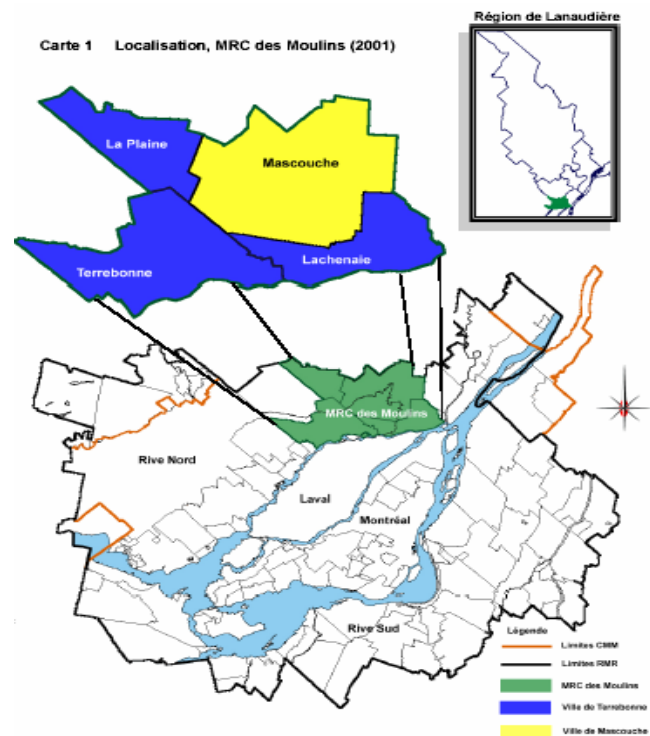 Région de Lanaudière
Carte 1 Localisation, MRC des Moulins (2001)
La Plaine
Mascouche
Terrebonne
Lachenaie
MRC des Moulins
Rive Nord
Laval
Montréal
Rive Sud
Légende
Limites CMM
Limites RMR
MRC des Moulins
Ville de Terrebonne
Ville de Mascouche